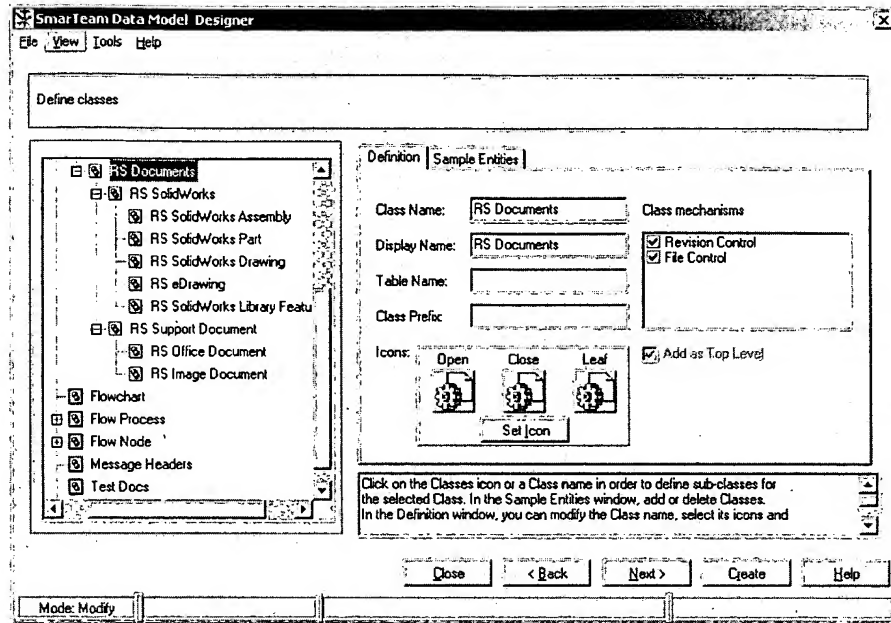 SmarTeam Data Model Designer
File View Tools Help
Define classes
RS Documents
RS SolidWorks
RS SolidWorks Assembly
RS SolidWorks Part
RS SolidWorks Drawing
RS eDrawing
RS SolidWorks Library Featu
RS Support Document
RS Office Document
RS Image Document
Flowchart
Flow Process
Flow Node
Message Headers
Test Docs
Definition Sample Entities
Class Name: RS Documents
Class mechanisms
Revision Control
File Control
Display Name: RS Documents
Table Name:
Class Prefix:
Icons: Open Close Leaf
Add as Top Level
Set Icon
Click on the Classes icon or a Class name in order to define sub-classes for
the selected Class. In the Sample Entities window, add or delete Classes.
In the Definition window, you can modify the Class name, select its icons and
Close < Back Next > Create Help
Mode: Modify